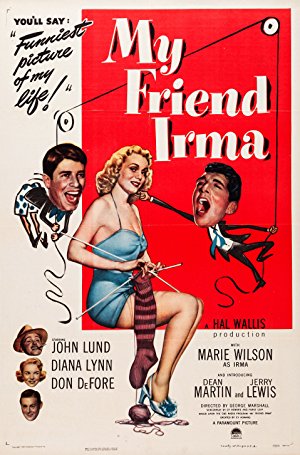 YOU'LL SAY:
"Funniest
picture
of my
life!"
My
Friend
Irma
A HAL WALLIS
production
WITH
MARIE WILSON
AS IRMA
AND INTRODUCING
DEAN JERRY
MARTIN and LEWIS
STARRING
JOHN LUND
DIANA LYNN
DON DeFORE
DIRECTED BY GEORGE MARSHALL
A PARAMOUNT PICTURE